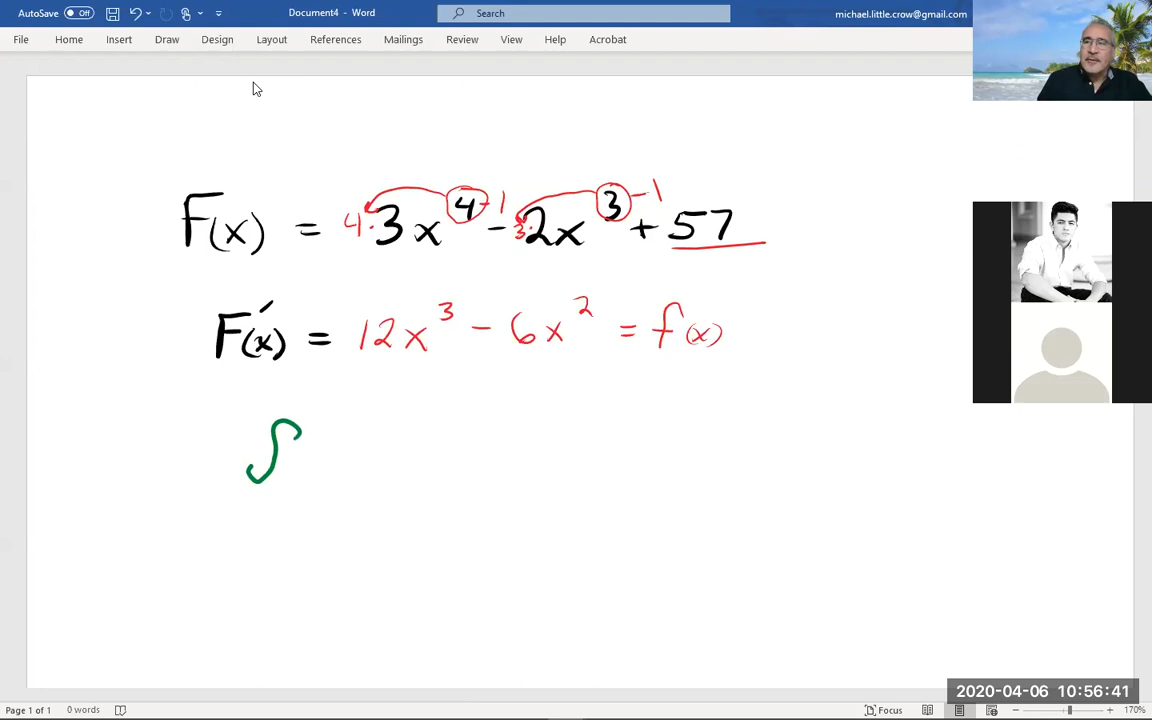 AutoSave Off Document4 - Word Search michael.little.crow@gmail.com
File Home Insert Draw Design Layout References Mailings Review View Help Acrobat
F(x) = 4·3x⁴⁻¹ - 3·2x³⁻¹ + 57
F'(x) = 12x³ - 6x² = f(x)
∫
2020-04-06 10:56:41
Page 1 of 1 0 words Focus 170%